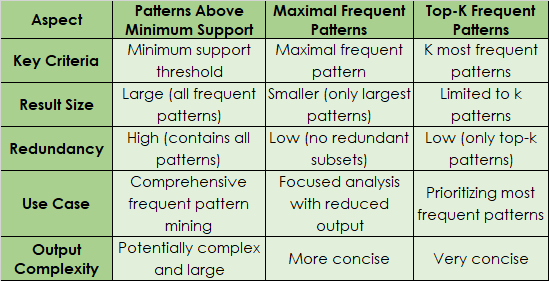 Aspect
Patterns Above
Minimum Support
Maximal Frequent
Patterns
Top-K Frequent
Patterns
Key Criteria
Minimum support
threshold
Maximal frequent
pattern
K most frequent
patterns
Result Size
Large (all frequent
patterns)
Smaller (only largest
patterns)
Limited to k
patterns
Redundancy
High (contains all
patterns)
Low (no redundant
subsets)
Low (only top-k
patterns)
Use Case
Comprehensive
frequent pattern
mining
Focused analysis
with reduced
output
Prioritizing most
frequent patterns
Output
Complexity
Potentially complex
and large
More concise
Very concise